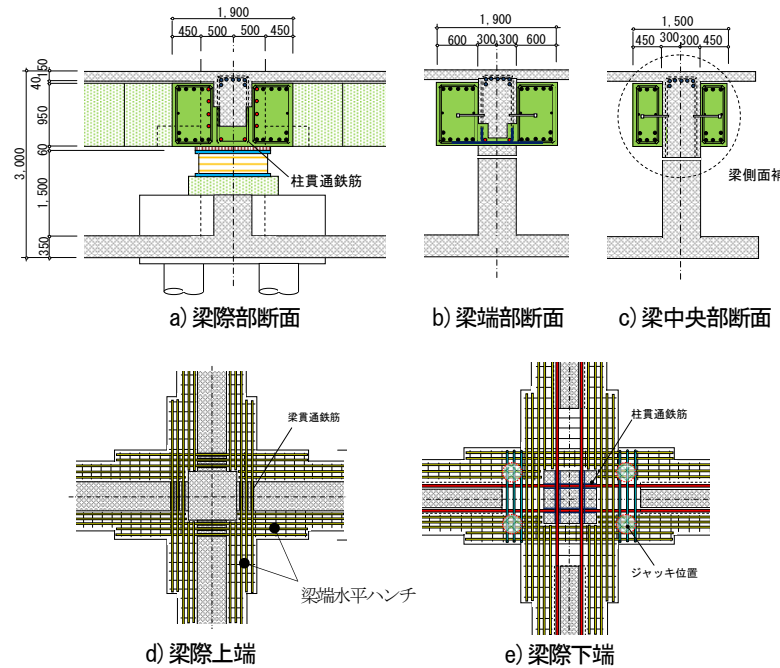 1,900
450 500 500 450
150
40
950
60
1,500
350
3,000
柱貫通鉄筋
a) 梁際部断面
1,900
600 300 300 600
b) 梁端部断面
1,500
450 300 300 450
梁側面補
c) 梁中央部断面
梁貫通鉄筋
梁端水平ハンチ
d) 梁際上端
柱貫通鉄筋
ジャッキ位置
e) 梁際下端